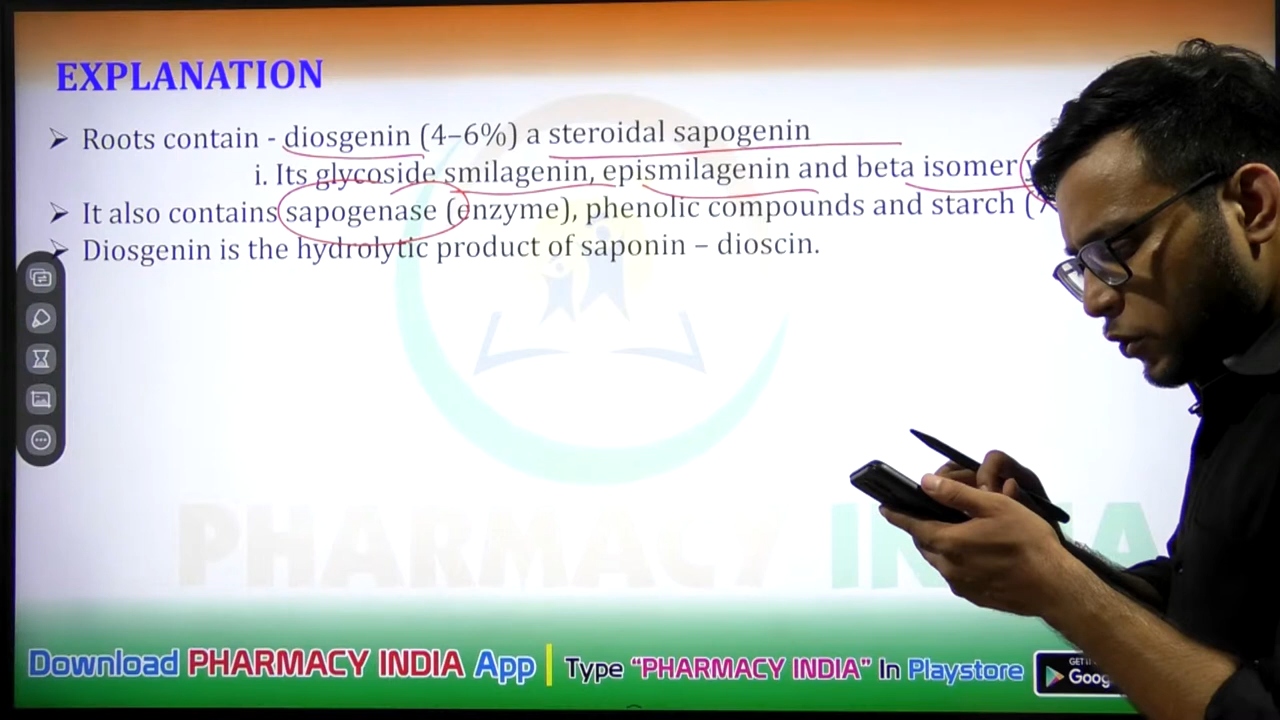 EXPLANATION
➤ Roots contain - diosgenin (4–6%) a steroidal sapogenin
i. Its glycoside smilagenin, epismilagenin and beta isomer
➤ It also contains sapogenase (enzyme), phenolic compounds and starch
➤ Diosgenin is the hydrolytic product of saponin – dioscin.
PHARMACY INDIA
Download PHARMACY INDIA App | Type “PHARMACY INDIA” In Playstore